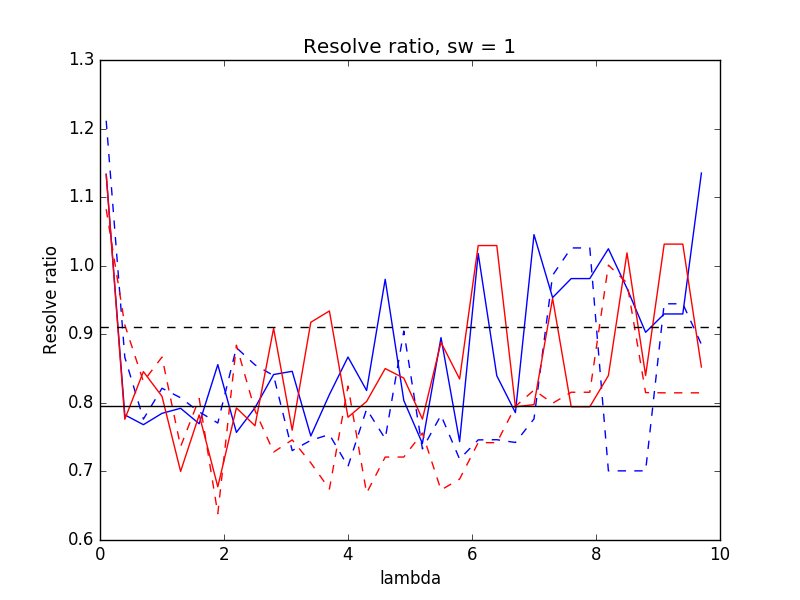 Resolve ratio, sw = 1
1.3
1.2
1.1
1.0
0.9
0.8
0.7
0.6
Resolve ratio
0 2 4 6 8 10
lambda